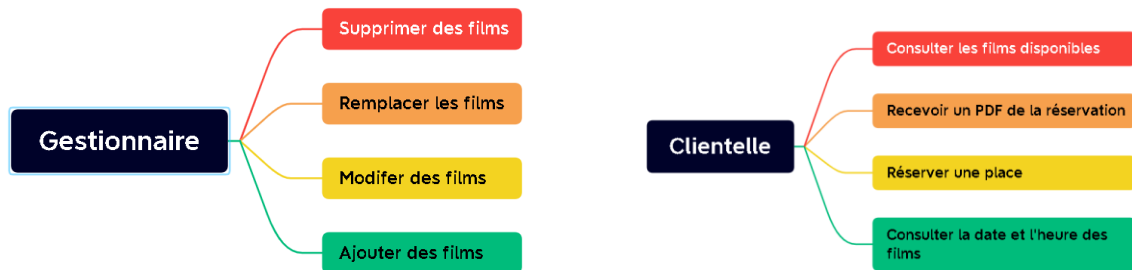 Gestionnaire
Supprimer des films
Remplacer les films
Modifer des films
Ajouter des films
Clientelle
Consulter les films disponibles
Recevoir un PDF de la réservation
Réserver une place
Consulter la date et l'heure des
films